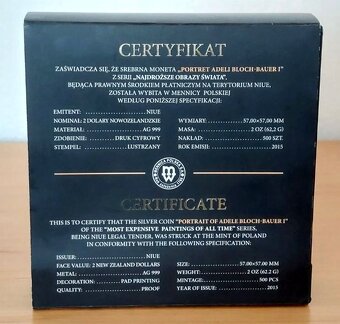 CERTYFIKAT
ZAŚWIADCZA SIĘ, ŻE SREBRNA MONETA „PORTRET ADELI BLOCH-BAUER I”
Z SERII „NAJDROŻSZE OBRAZY ŚWIATA”,
BĘDĄCA PRAWNYM ŚRODKIEM PŁATNICZYM NA TERYTORIUM NIUE,
ZOSTAŁA WYBITA W MENNICY POLSKIEJ
WEDŁUG PONIŻSZEJ SPECYFIKACJI:
EMITENT: NIUE WYMIARY: 57.00×57.00 MM
NOMINAŁ: 2 DOLARY NOWOZELANDZKIE MASA: 2 OZ (62,2 G)
MATERIAŁ: AG 999 NAKŁAD: 500 SZT.
ZDOBIENIE: DRUK CYFROWY ROK EMISJI: 2015
STEMPEL: LUSTRZANY
CERTIFICATE
THIS IS TO CERTIFY THAT THE SILVER COIN "PORTRAIT OF ADELE BLOCH-BAUER I"
OF THE "MOST EXPENSIVE PAINTINGS OF ALL TIME" SERIES,
BEING NIUE LEGAL TENDER, WAS STRUCK AT THE MINT OF POLAND
IN CONFORMITY WITH THE FOLLOWING SPECIFICATION:
ISSUER: NIUE SIZE: 57.00×57.00 MM
FACE VALUE: 2 NEW ZEALAND DOLLARS WEIGHT: 2 OZ (62.2 G)
METAL: AG 999 MINTAGE: 500 PCS
DECORATION: PAD PRINTING YEAR OF ISSUE: 2015
QUALITY: PROOF